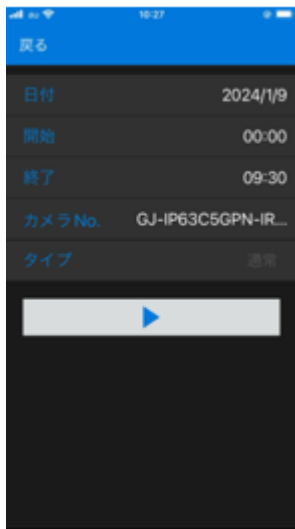 au 10:27
戻る
日付 2024/1/9
開始 00:00
終了 09:30
カメラNo. GJ-IP63C5GPN-IR...
タイプ 通常